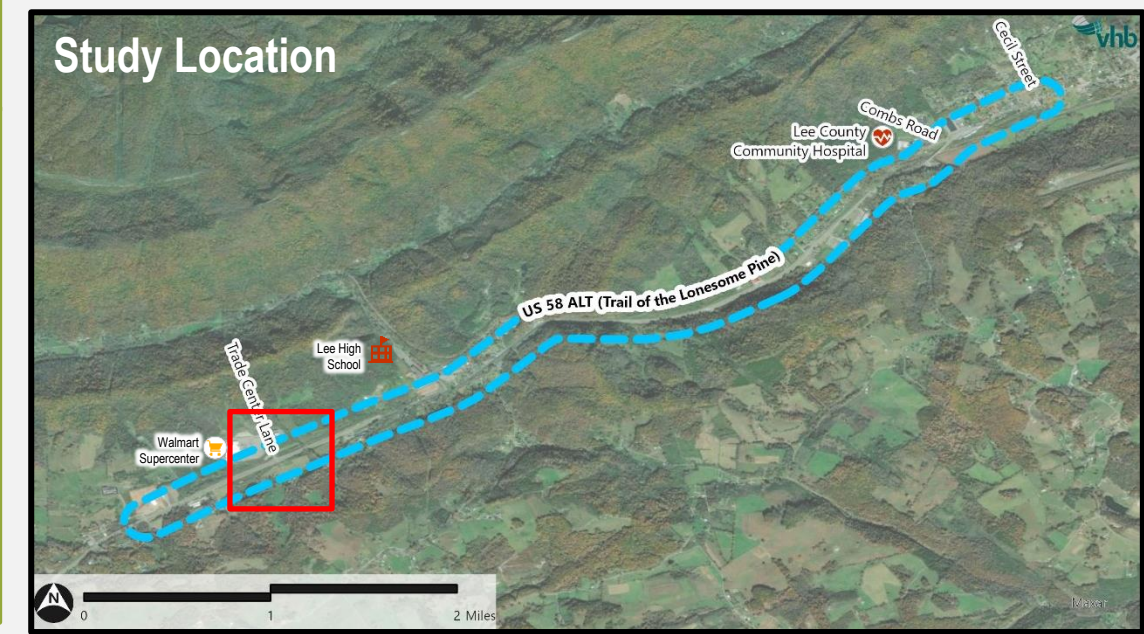 Study Location
vhb
Cecil Street
Combs Road
Lee County
Community Hospital
US 58 ALT (Trail of the Lonesome Pine)
Lee High
School
Trade Center Lane
Walmart
Supercenter
N
0
1
2 Miles
Maxar